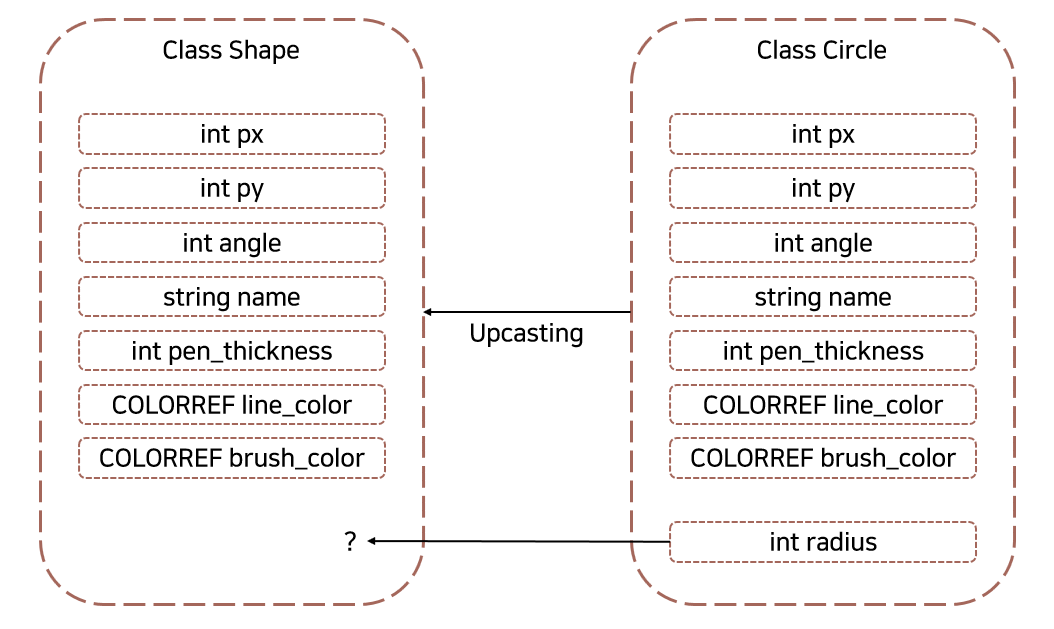 Class Shape
int px
int py
int angle
string name
int pen_thickness
COLORREF line_color
COLORREF brush_color
?
Upcasting
Class Circle
int px
int py
int angle
string name
int pen_thickness
COLORREF line_color
COLORREF brush_color
int radius